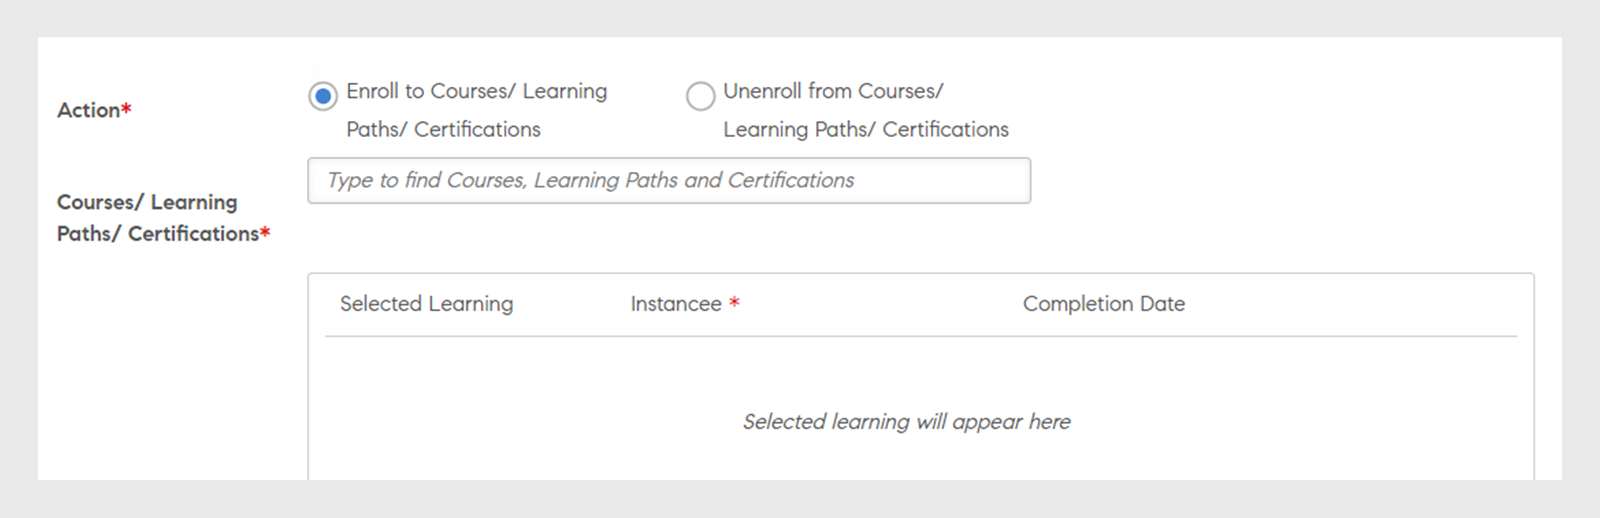 Action*
Enroll to Courses/ Learning
Paths/ Certifications
Unenroll from Courses/
Learning Paths/ Certifications
Courses/ Learning
Paths/ Certifications*
Type to find Courses, Learning Paths and Certifications
Selected Learning
Instancee *
Completion Date
Selected learning will appear here